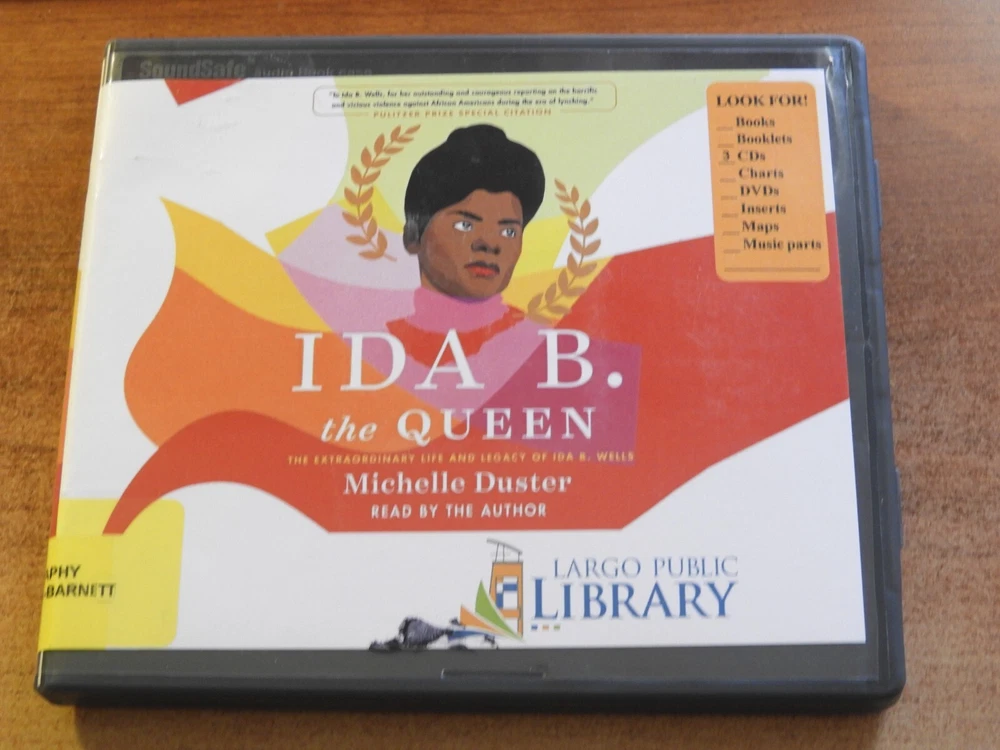 SoundSafe Audio Book case
"To Ida B. Wells, for her outstanding and courageous reporting on the horrific
and vicious violence against African Americans during the era of lynching."
PULITZER PRIZE SPECIAL CITATION
LOOK FOR!
Books
Booklets
3 CDs
Charts
DVDs
Inserts
Maps
Music parts
IDA B.
the QUEEN
THE EXTRAORDINARY LIFE AND LEGACY OF IDA B. WELLS
Michelle Duster
READ BY THE AUTHOR
APHY
-BARNETT
LARGO PUBLIC
LIBRARY